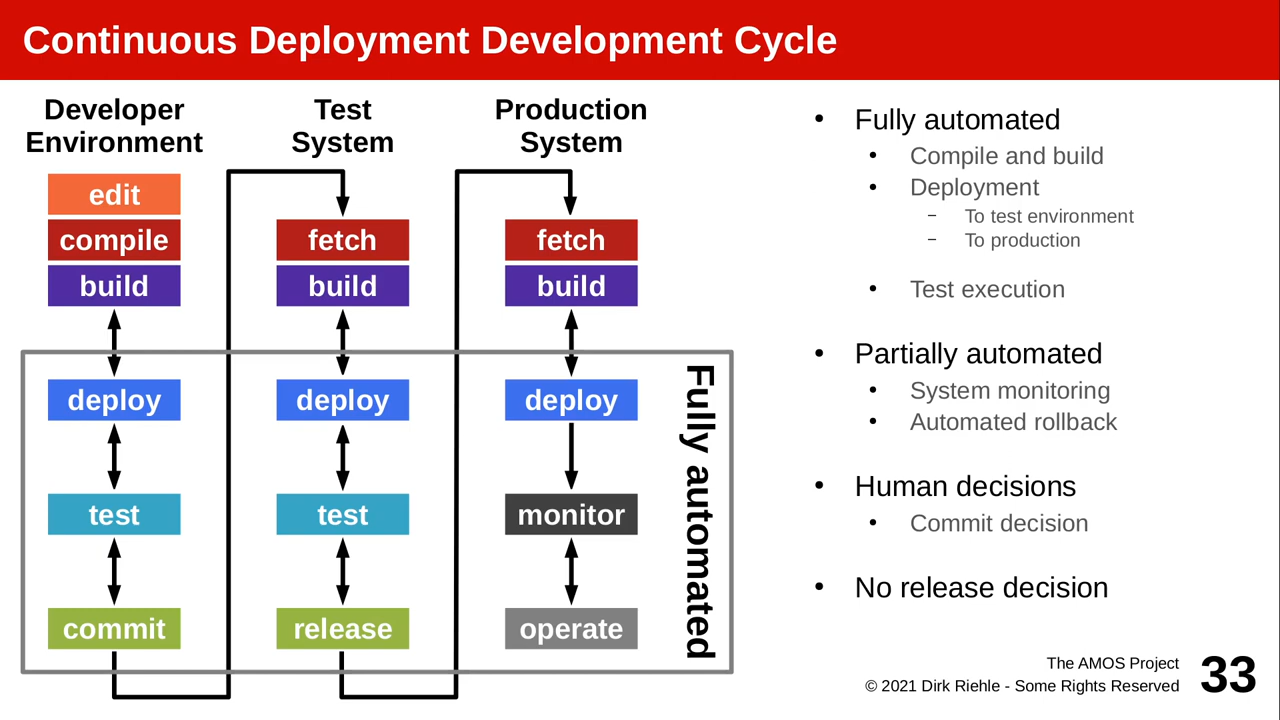 Continuous Deployment Development Cycle
Developer
Environment
edit
compile
build
deploy
test
commit
Test
System
fetch
build
deploy
test
release
Production
System
fetch
build
deploy
monitor
operate
Fully automated
• Fully automated
• Compile and build
• Deployment
– To test environment
– To production
• Test execution
• Partially automated
• System monitoring
• Automated rollback
• Human decisions
• Commit decision
• No release decision
The AMOS Project
© 2021 Dirk Riehle - Some Rights Reserved
33